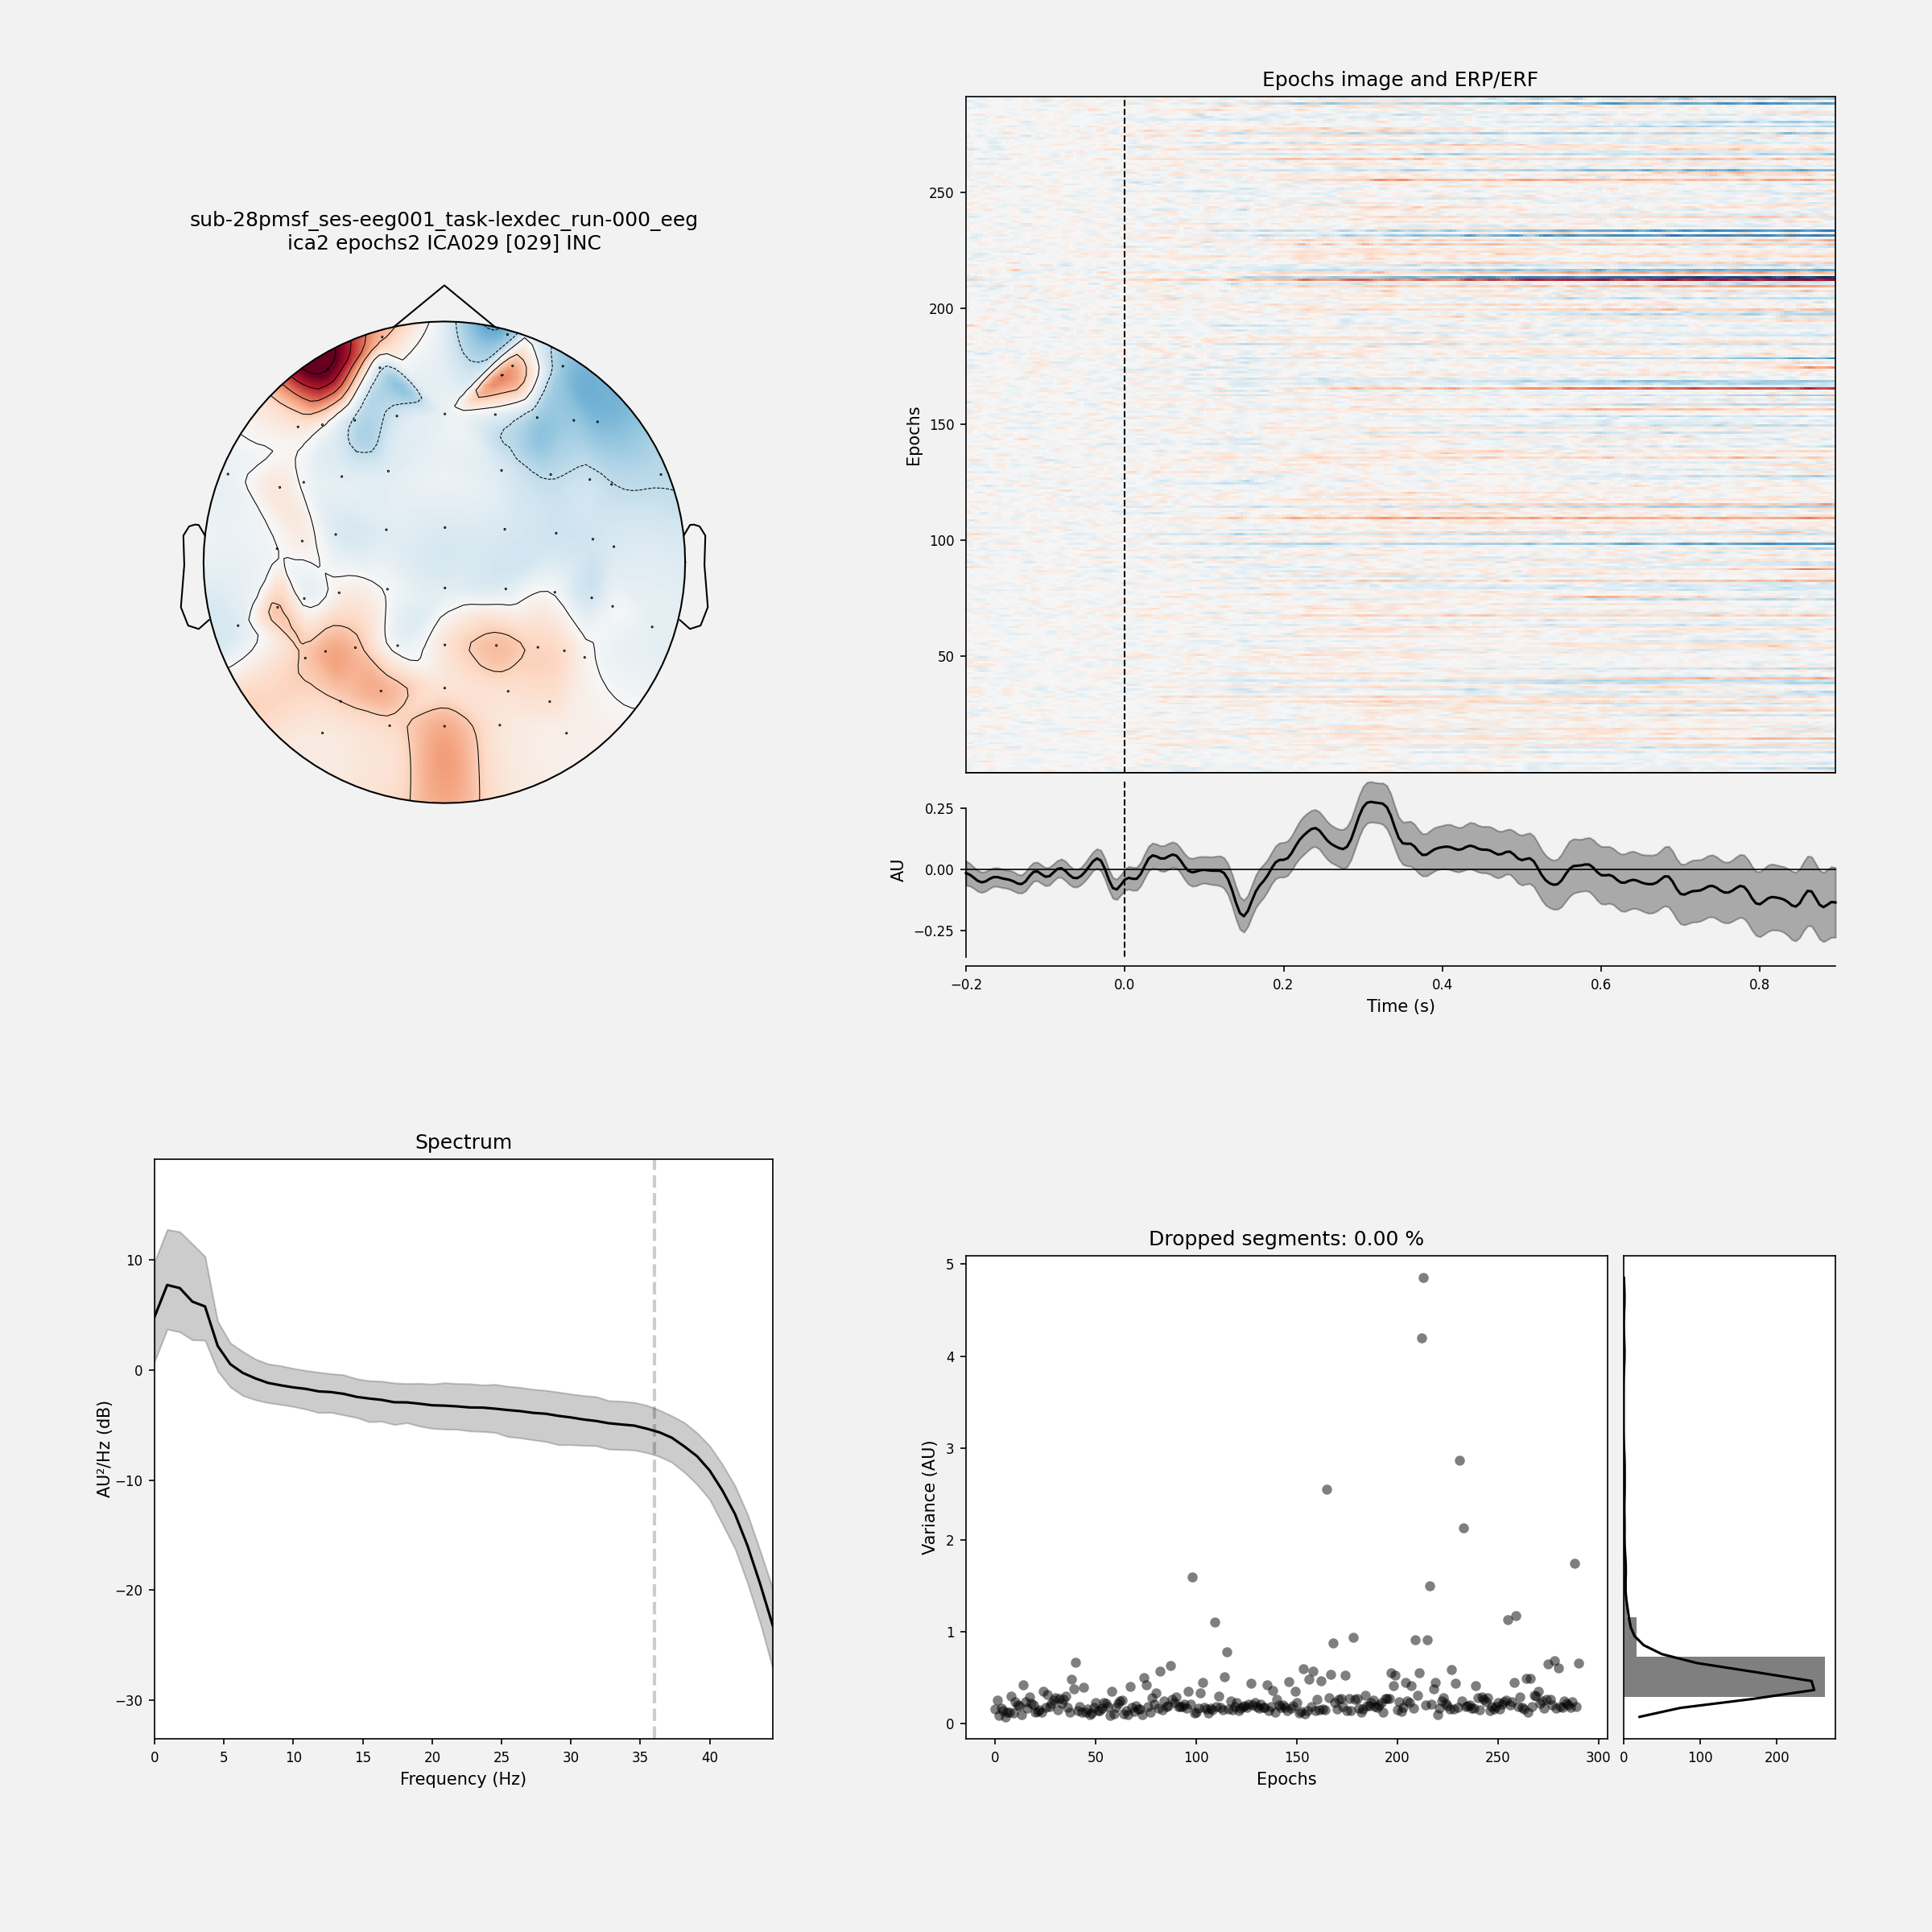 sub-28pmsf_ses-eeg001_task-lexdec_run-000_eeg
ica2 epochs2 ICA029 [029] INC
Epochs image and ERP/ERF
Epochs
250
200
150
100
50
AU
0.25
0.00
−0.25
−0.2 0.0 0.2 0.4 0.6 0.8
Time (s)
Spectrum
AU²/Hz (dB)
10
0
−10
−20
−30
0 5 10 15 20 25 30 35 40
Frequency (Hz)
Dropped segments: 0.00 %
Variance (AU)
5
4
3
2
1
0
0 50 100 150 200 250 300
Epochs
0 100 200